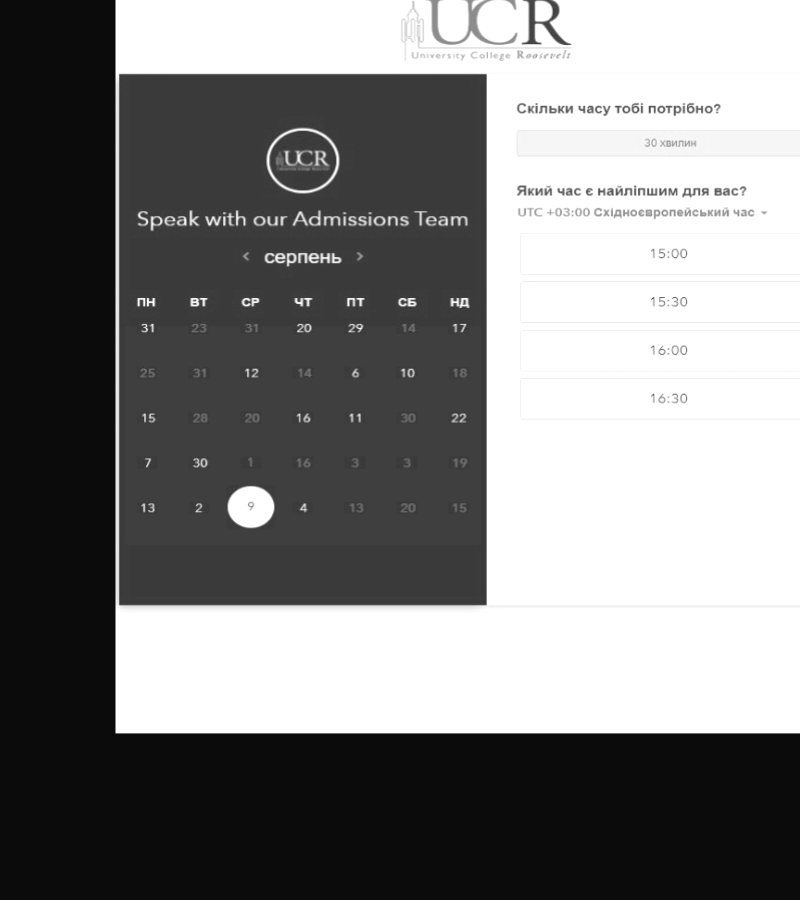 UCR
University College Roosevelt
UCR
Speak with our Admissions Team
< серпень >
ПН ВТ СР ЧТ ПТ СБ НД
31 23 31 20 29 14 17
25 31 12 14 6 10 18
15 28 20 16 11 30 22
7 30 1 16 3 3 19
13 2 9 4 13 20 15
Скільки часу тобі потрібно?
30 хвилин
Який час є найліпшим для вас?
UTC +03:00 Східноєвропейський час
15:00
15:30
16:00
16:30